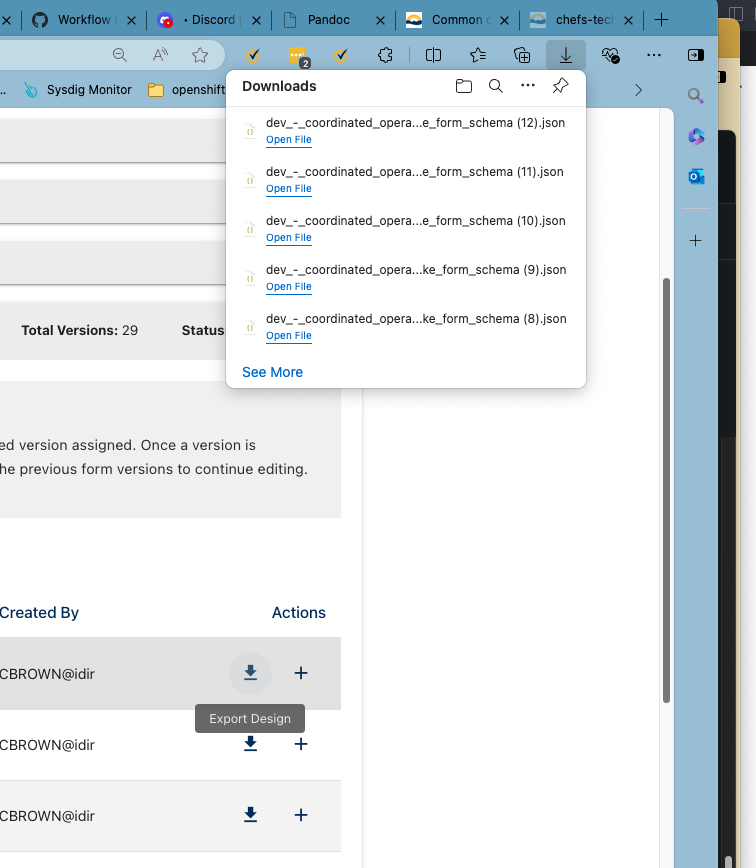 Workflow
• Discord
Pandoc
Common
chefs-tec
A
2
Sysdig Monitor
openshift
Downloads
dev_-_coordinated_opera...e_form_schema (12).json
Open File
dev_-_coordinated_opera...e_form_schema (11).json
Open File
dev_-_coordinated_opera...e_form_schema (10).json
Open File
dev_-_coordinated_opera...ke_form_schema (9).json
Open File
dev_-_coordinated_opera...ke_form_schema (8).json
Open File
See More
Total Versions: 29
Status
ed version assigned. Once a version is
he previous form versions to continue editing.
Created By
Actions
CBROWN@idir
Export Design
CBROWN@idir
CBROWN@idir